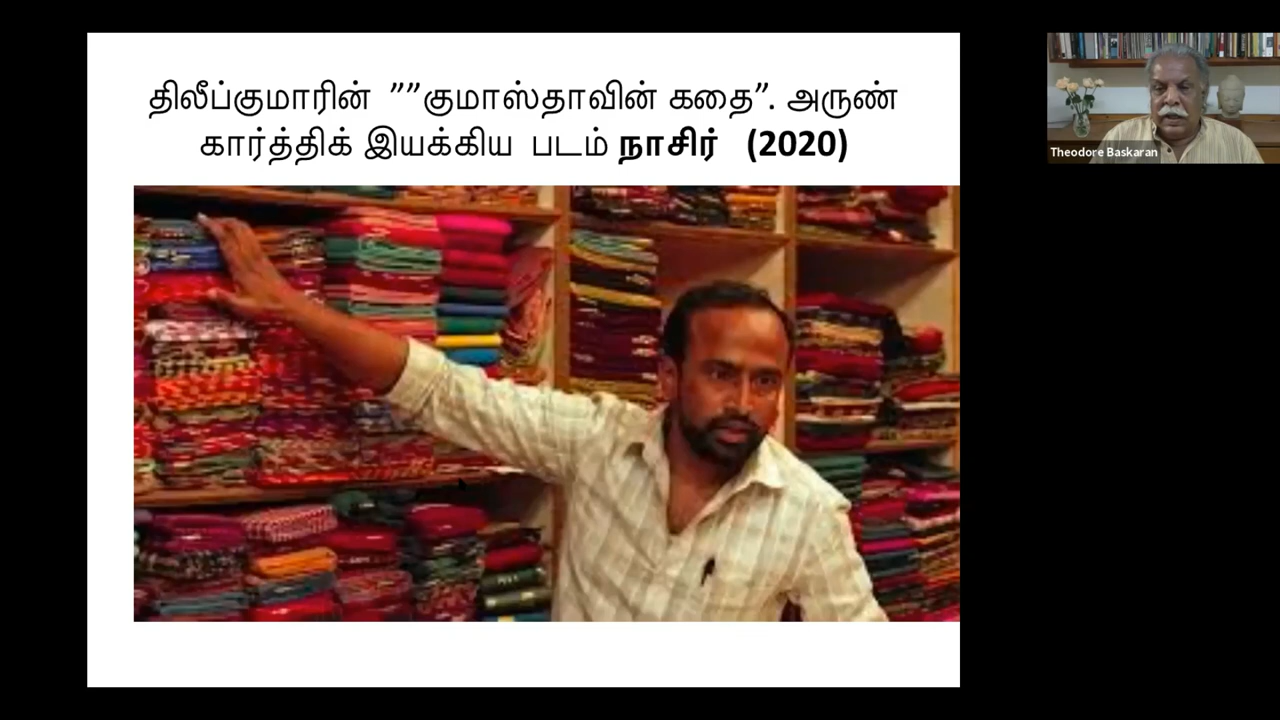 திலீப்குமாரின் ””குமாஸ்தாவின் கதை”. அருண்
கார்த்திக் இயக்கிய படம் நாசிர் (2020)
Theodore Baskaran